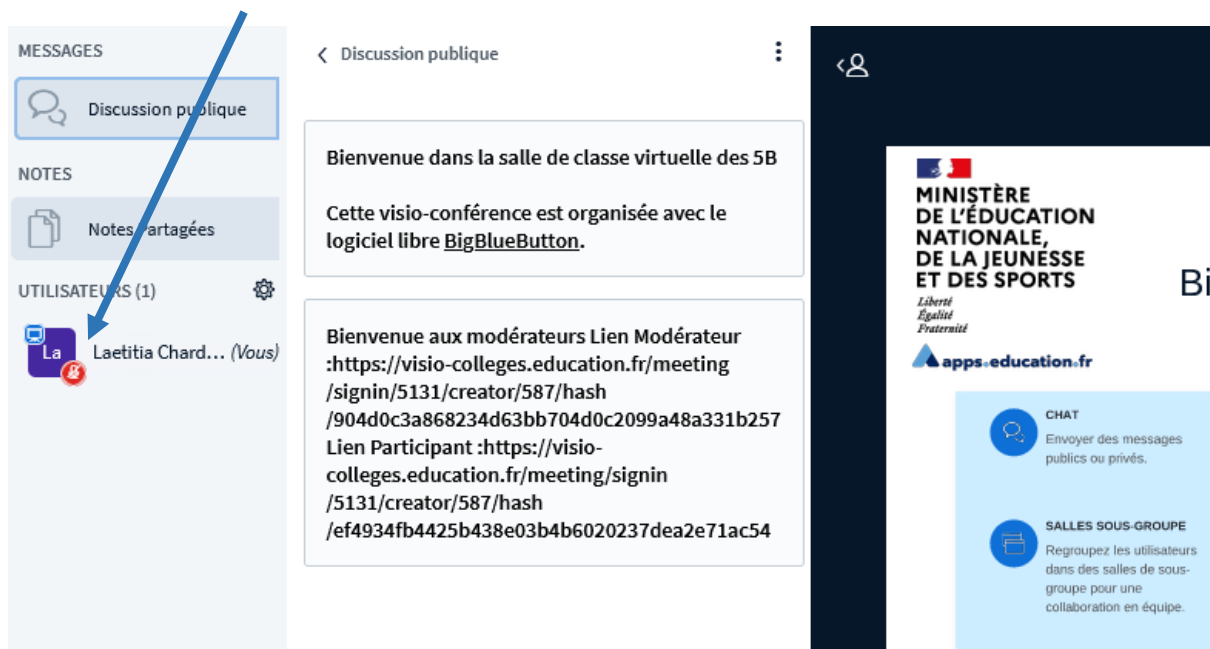 MESSAGES
Discussion publique
NOTES
Notes Partagées
UTILISATEURS (1)
La
Laetitia Chard... (Vous)
Discussion publique
Bienvenue dans la salle de classe virtuelle des 5B
Cette visio-conférence est organisée avec le
logiciel libre BigBlueButton.
Bienvenue aux modérateurs Lien Modérateur
:https://visio-colleges.education.fr/meeting
/signin/5131/creator/587/hash
/904d0c3a868234d63bb704d0c2099a48a331b257
Lien Participant :https://visio-
colleges.education.fr/meeting/signin
/5131/creator/587/hash
/ef4934fb4425b438e03b4b6020237dea2e71ac54
MINISTÈRE
DE L'ÉDUCATION
NATIONALE,
DE LA JEUNESSE
ET DES SPORTS
Liberté
Égalité
Fraternité
apps.education.fr
Bi
CHAT
Envoyer des messages
publics ou privés.
SALLES SOUS-GROUPE
Regroupez les utilisateurs
dans des salles de sous-
groupe pour une
collaboration en équipe.